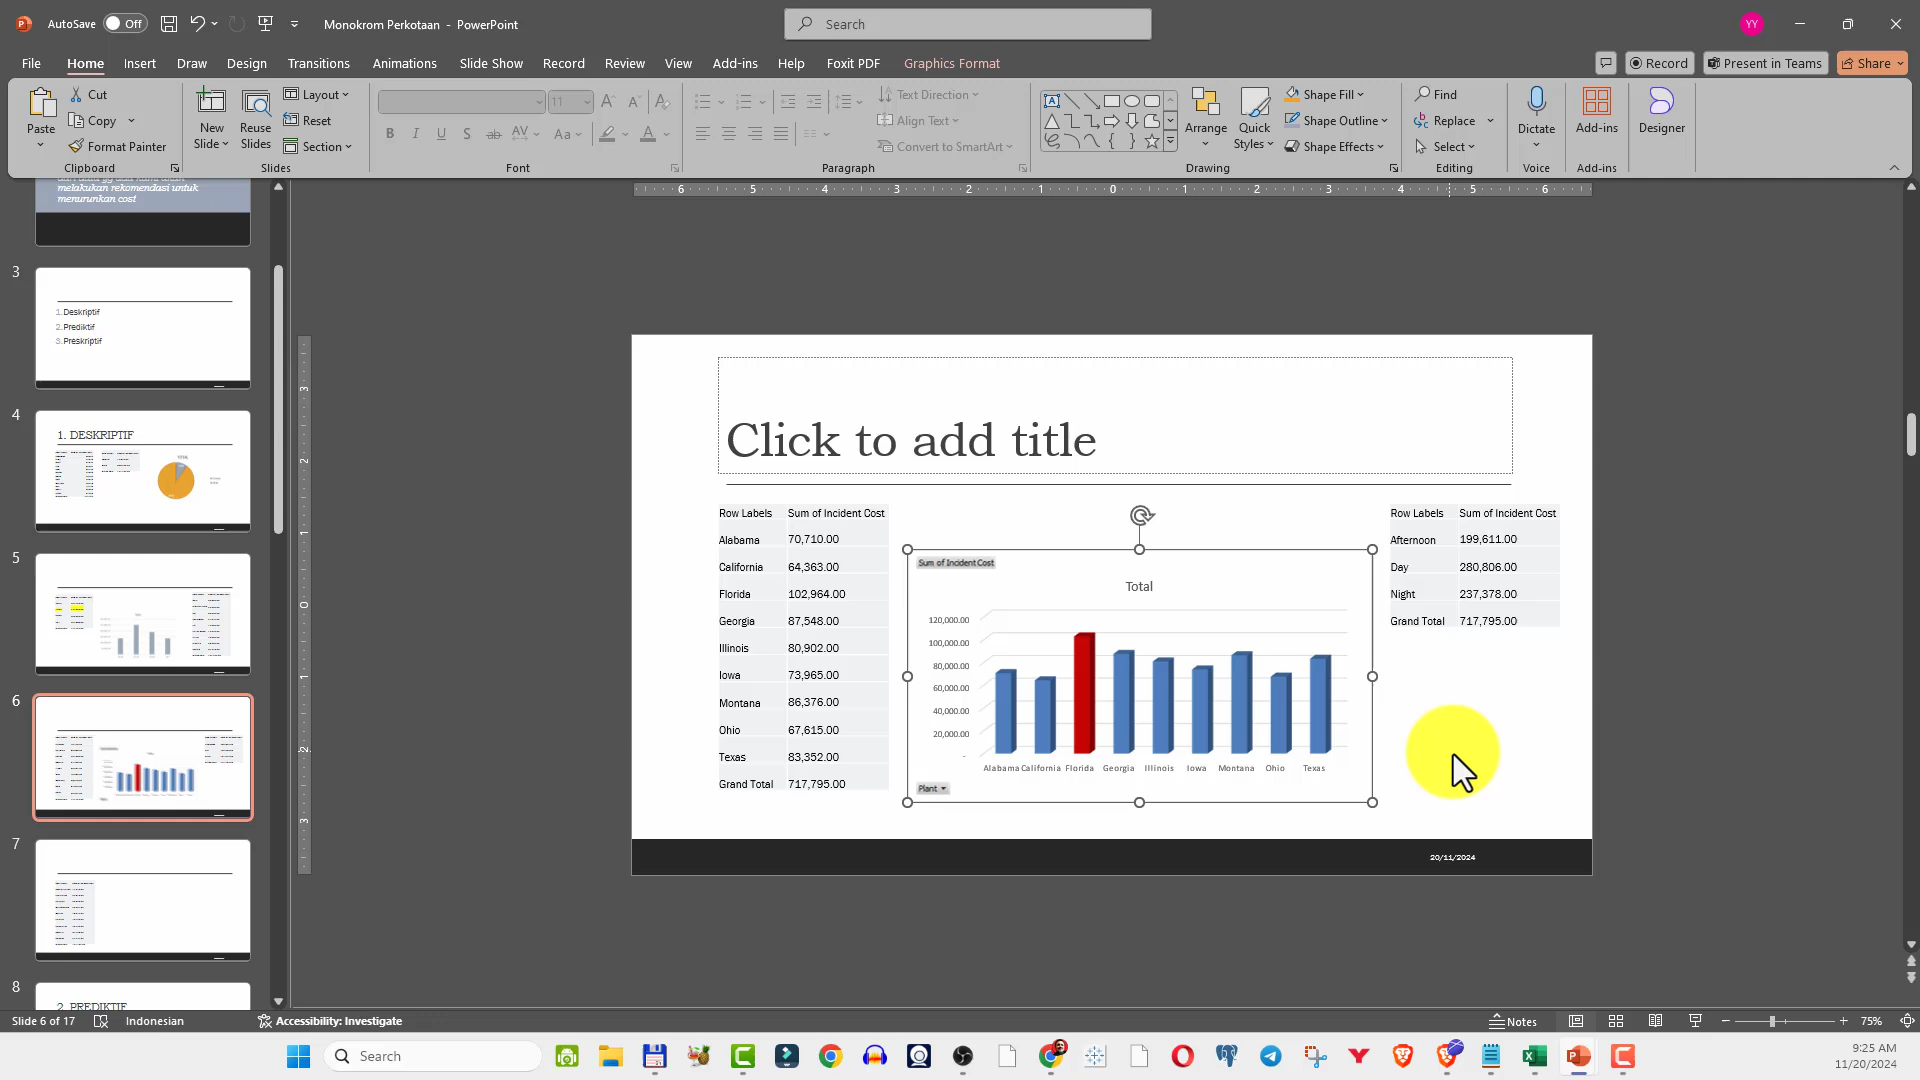 AutoSave Off Monokrom Perkotaan - PowerPoint Search YY
File Home Insert Draw Design Transitions Animations Slide Show Record Review View Add-ins Help Foxit PDF Graphics Format Record Present in Teams Share
Paste Cut Copy Format Painter Clipboard
New Slide Reuse Slides Layout Reset Section Slides
11 Font
Text Direction Align Text Convert to SmartArt Paragraph
Arrange Quick Styles Shape Fill Shape Outline Shape Effects Drawing
Find Replace Select Editing
Dictate Voice
Add-ins Add-ins
Designer
melakukan rekomendasi untuk
menurunkan cost
3
1. Deskriptif
2. Prediktif
3. Preskriptif
4
1. DESKRIPTIF
5
6
7
8
2. PREDIKTIF
Click to add title
Row Labels Sum of Incident Cost
Alabama 70,710.00
California 64,363.00
Florida 102,964.00
Georgia 87,548.00
Illinois 80,902.00
Iowa 73,965.00
Montana 86,376.00
Ohio 67,615.00
Texas 83,352.00
Grand Total 717,795.00
Sum of Incident Cost
Total
120,000.00
100,000.00
80,000.00
60,000.00
40,000.00
20,000.00
-
Alabama California Florida Georgia Illinois Iowa Montana Ohio Texas
Plant
Row Labels Sum of Incident Cost
Afternoon 199,611.00
Day 280,806.00
Night 237,378.00
Grand Total 717,795.00
20/11/2024
Slide 6 of 17 Indonesian Accessibility: Investigate Notes 75%
Search
9:25 AM
11/20/2024